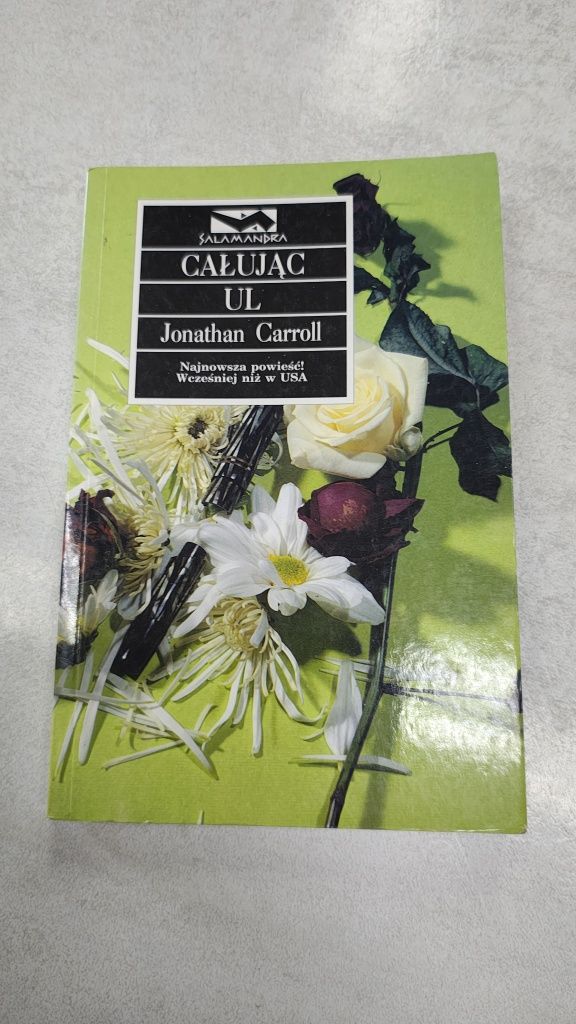 SALAMANDRA
CAŁUJĄC
UL
Jonathan Carroll
Najnowsza powieść!
Wcześniej niż w USA